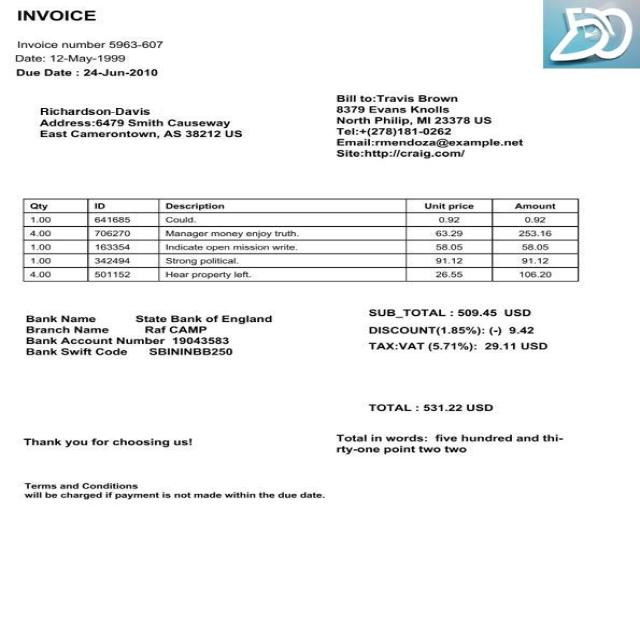 INVOICE
Invoice number 5963-607
Date: 12-May-1999
Due Date : 24-Jun-2010
Richardson-Davis
Address:6479 Smith Causeway
East Camerontown, AS 38212 US
Bill to:Travis Brown
8379 Evans Knolls
North Philip, MI 23378 US
Tel:+(278)181-0262
Email:rmendoza@example.net
Site:http://craig.com/
Qty ID Description Unit price Amount
1.00 641685 Could. 0.92 0.92
4.00 706270 Manager money enjoy truth. 63.29 253.16
1.00 163354 Indicate open mission write. 58.05 58.05
1.00 342494 Strong political. 91.12 91.12
4.00 501152 Hear property left. 26.55 106.20
Bank Name State Bank of England
Branch Name Raf CAMP
Bank Account Number 19043583
Bank Swift Code SBININBB250
SUB_TOTAL : 509.45 USD
DISCOUNT(1.85%): (-) 9.42
TAX:VAT (5.71%): 29.11 USD
TOTAL : 531.22 USD
Thank you for choosing us!
Total in words: five hundred and thi-
rty-one point two two
Terms and Conditions
will be charged if payment is not made within the due date.